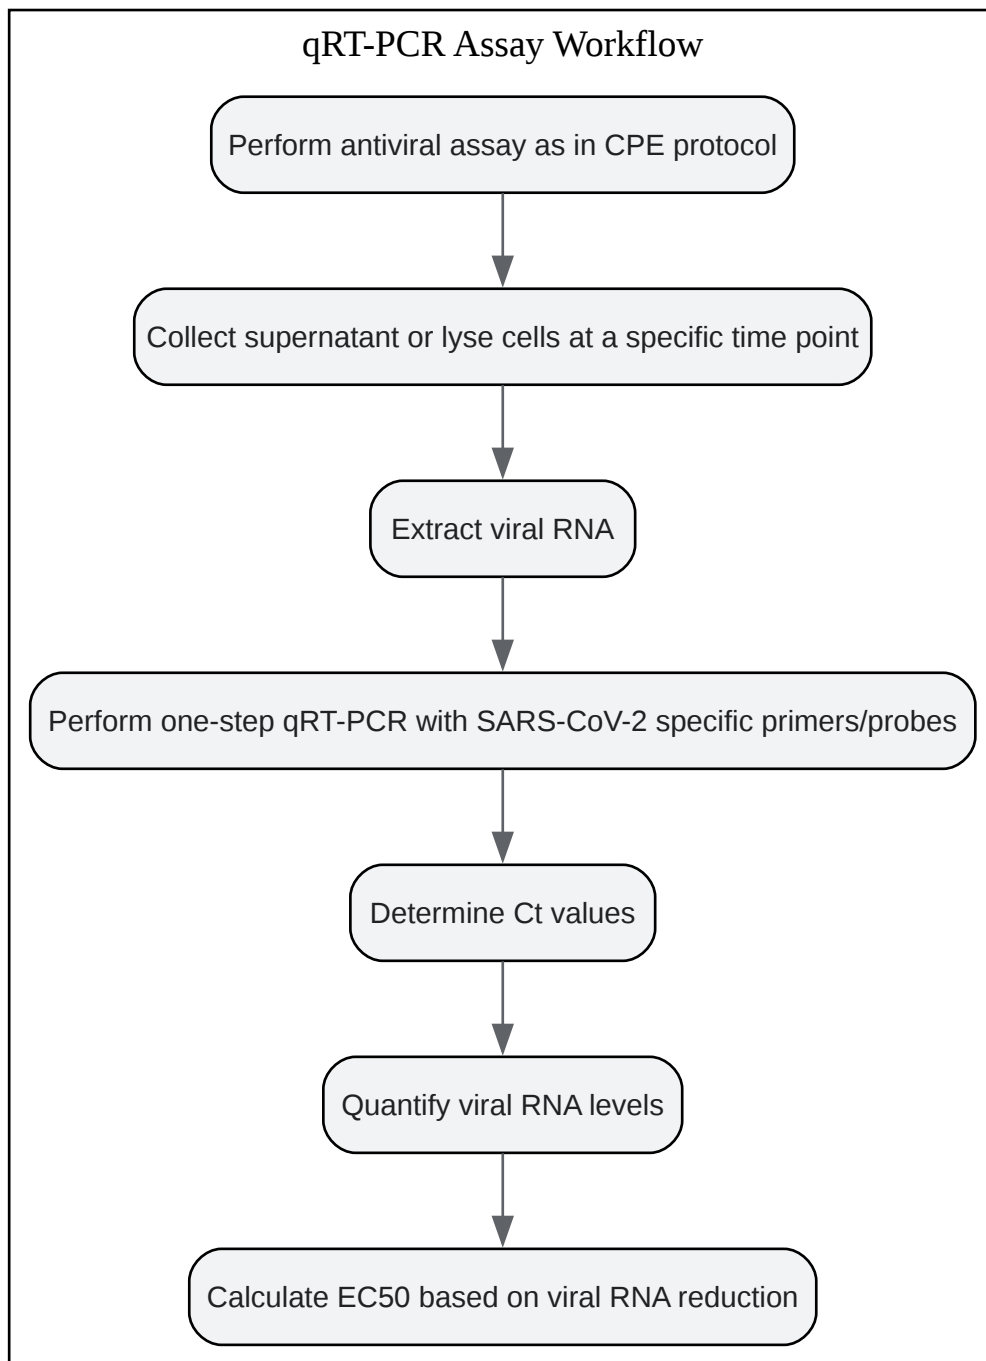 qRT-PCR Assay Workflow
Perform antiviral assay as in CPE protocol
Collect supernatant or lyse cells at a specific time point
Extract viral RNA
Perform one-step qRT-PCR with SARS-CoV-2 specific primers/probes
Determine Ct values
Quantify viral RNA levels
Calculate EC50 based on viral RNA reduction